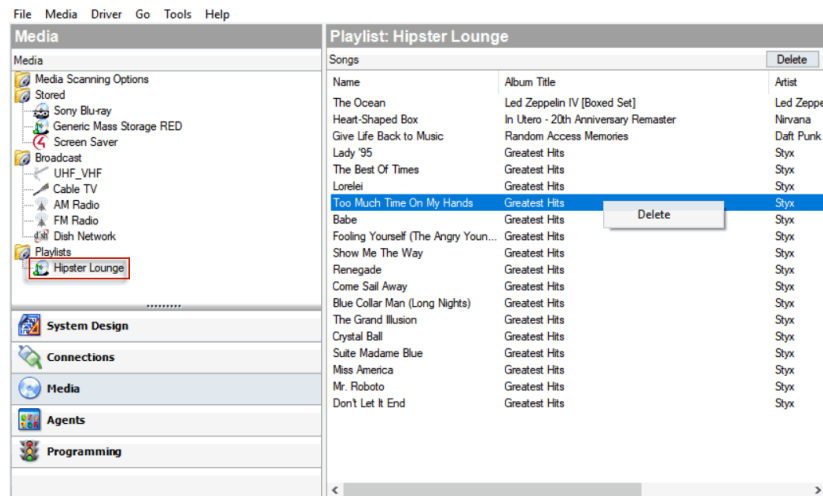 File Media Driver Go Tools Help
Media
Media
Media Scanning Options
Stored
Sony Blu-ray
Generic Mass Storage RED
Screen Saver
Broadcast
UHF_VHF
Cable TV
AM Radio
FM Radio
Dish Network
Playlists
Hipster Lounge
System Design
Connections
Media
Agents
Programming
Playlist: Hipster Lounge
Songs Delete
Name Album Title Artist
The Ocean Led Zeppelin IV [Boxed Set] Led Zeppe
Heart-Shaped Box In Utero - 20th Anniversary Remaster Nirvana
Give Life Back to Music Random Access Memories Daft Punk
Lady '95 Greatest Hits Styx
The Best Of Times Greatest Hits Styx
Lorelei Greatest Hits Styx
Too Much Time On My Hands Greatest Hits Styx
Delete
Babe Greatest Hits Styx
Fooling Yourself (The Angry Youn... Greatest Hits Styx
Show Me The Way Greatest Hits Styx
Renegade Greatest Hits Styx
Come Sail Away Greatest Hits Styx
Blue Collar Man (Long Nights) Greatest Hits Styx
The Grand Illusion Greatest Hits Styx
Crystal Ball Greatest Hits Styx
Suite Madame Blue Greatest Hits Styx
Miss America Greatest Hits Styx
Mr. Roboto Greatest Hits Styx
Don't Let It End Greatest Hits Styx